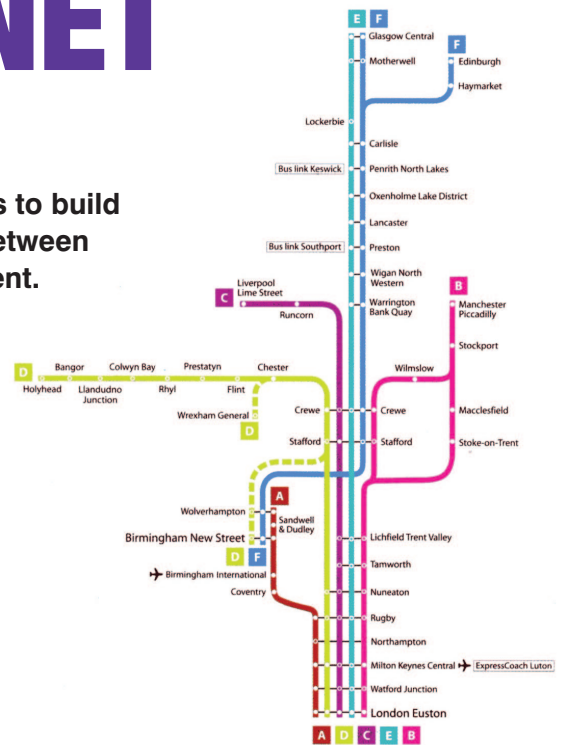 NET
s to build
etween
ent.
E F
Glasgow Central
F
Motherwell
Edinburgh
Haymarket
Lockerbie
Carlisle
Bus link Keswick
Penrith North Lakes
Oxenholme Lake District
Lancaster
Bus link Southport
Preston
Wigan North
Western
Liverpool
Lime Street
B
C
Warrington
Bank Quay
Manchester
Piccadilly
Runcorn
Stockport
D
Bangor
Colwyn Bay
Prestatyn
Chester
Wilmslow
Holyhead
Llandudno
Junction
Rhyl
Flint
Wrexham General
Crewe
Crewe
Macclesfield
D
Stafford
Stafford
Stoke-on-Trent
A
Wolverhampton
Sandwell
& Dudley
Birmingham New Street
Lichfield Trent Valley
D F
Tamworth
Birmingham International
Coventry
Nuneaton
Rugby
Northampton
Milton Keynes Central
ExpressCoach Luton
Watford Junction
London Euston
A D C E B